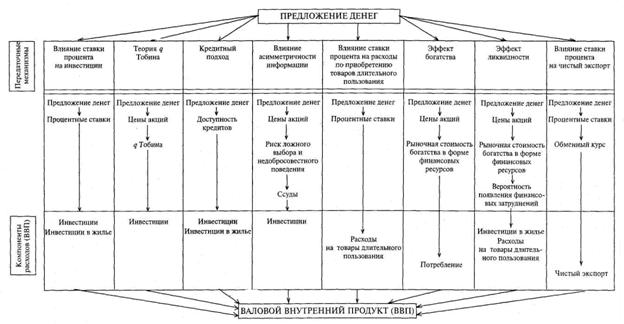 ПРЕДЛОЖЕНИЕ ДЕНЕГ
Передаточные
механизмы
Влияние ставки
процента
на инвестиции
Теория q
Тобина
Кредитный
подход
Влияние
асимметричности
информации
Влияние ставки
процента на расходы
по приобретению
товаров длительного
пользования
Эффект
богатства
Эффект
ликвидности
Влияние ставки
процента
на чистый экспорт
Предложение денег
Процентные ставки
Предложение денег
Цены акций
q Тобина
Предложение денег
Доступность
кредитов
Предложение денег
Цены акций
Риск ложного
выбора и
недобросовестного
поведения
Ссуды
Предложение денег
Процентные ставки
Предложение денег
Цены акций
Рыночная стоимость
богатства в форме
финансовых
ресурсов
Предложение денег
Цены акций
Рыночная стоимость
богатства в форме
финансовых
ресурсов
Вероятность
появления финансо-
вых затруднений
Предложение денег
Процентные ставки
Обменный курс
Компоненты
расходов (ВВП)
Инвестиции
Инвестиции в жилье
Инвестиции
Инвестиции
Инвестиции в жилье
Инвестиции
Расходы
на товары длительного
пользования
Потребление
Инвестиции в жилье
Расходы
на товары длитель-
ного пользования
Чистый экспорт
ВАЛОВОЙ ВНУТРЕННИЙ ПРОДУКТ (ВВП)